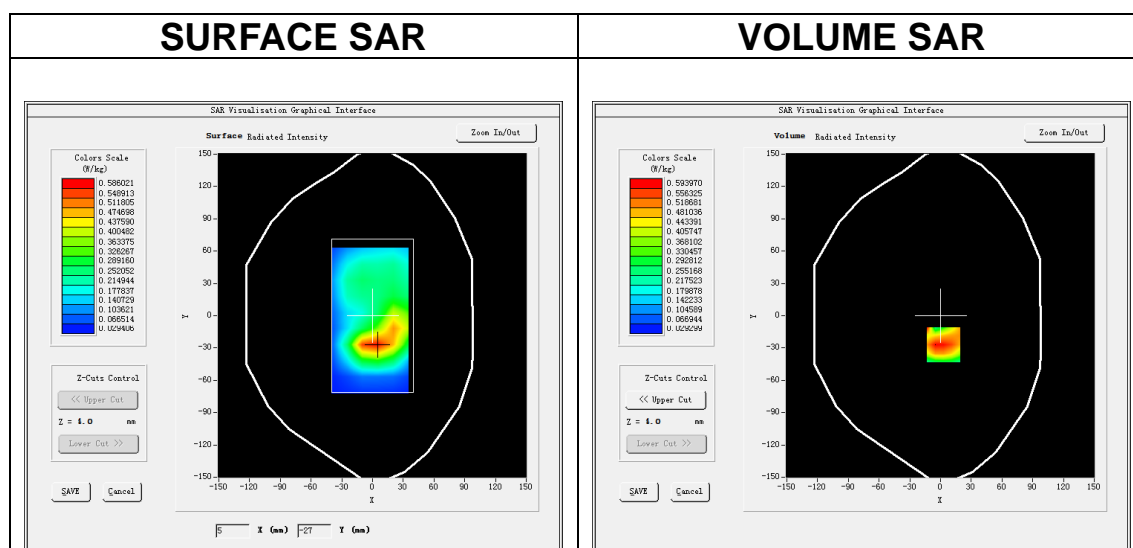 SURFACE SAR
VOLUME SAR
SAR Visualisation Graphical Interface
Surface Radiated Intensity
Zoom In/Out
Colors Scale
(W/kg)
0.586021
0.548913
0.511805
0.474698
0.437590
0.400482
0.363375
0.326267
0.289160
0.252052
0.214944
0.177837
0.140729
0.103621
0.066514
0.029406
150
120
90
60
30
0
-30
-60
-90
-120
-150
Y
-150 -120 -90 -60 -30 0 30 60 90 120 150
X
Z-Cuts Control
<< Upper Cut
Z = 4.0 mm
Lower Cut >>
SAVE Cancel
5 X (mm) -27 Y (mm)
SAR Visualisation Graphical Interface
Volume Radiated Intensity
Zoom In/Out
Colors Scale
(W/kg)
0.593970
0.556325
0.518681
0.481036
0.443391
0.405747
0.368102
0.330457
0.292812
0.255168
0.217523
0.179878
0.142233
0.104589
0.066944
0.029299
150
120
90
60
30
0
-30
-60
-90
-120
-150
Y
-150 -120 -90 -60 -30 0 30 60 90 120 150
X
Z-Cuts Control
<< Upper Cut
Z = 4.0 mm
Lower Cut >>
SAVE Cancel